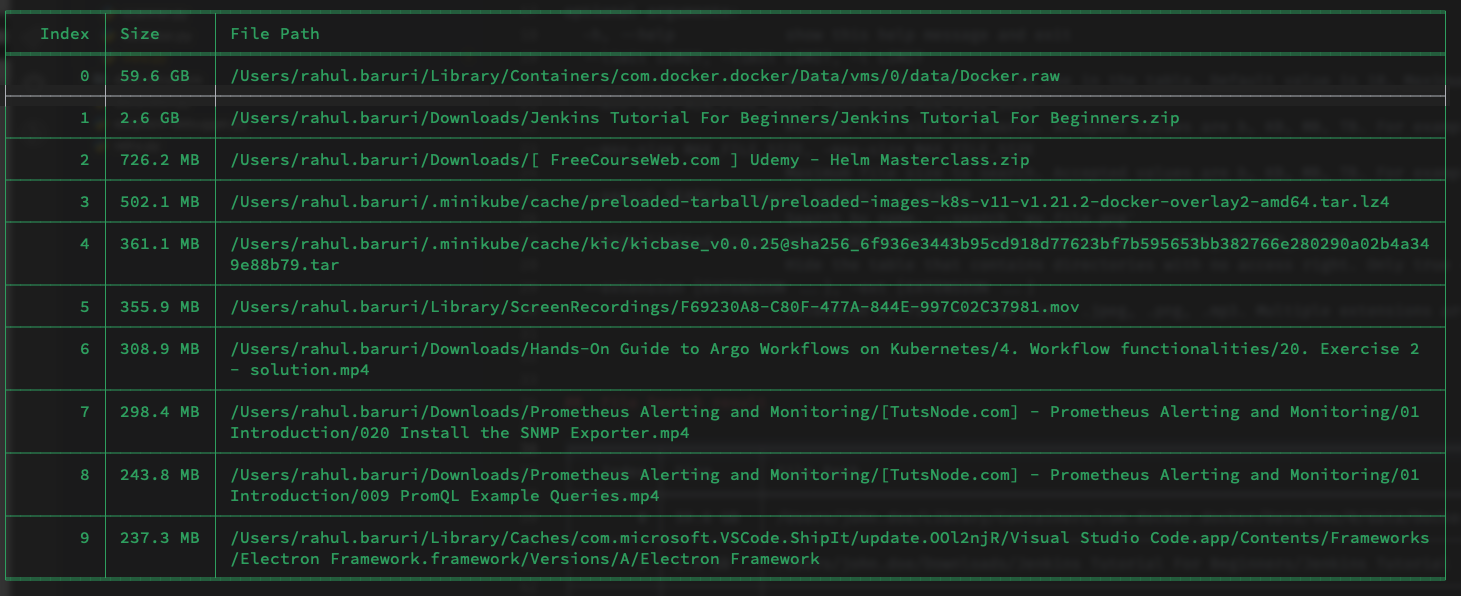 Index Size File Path
0 59.6 GB /Users/rahul.baruri/Library/Containers/com.docker.docker/Data/vms/0/data/Docker.raw
1 2.6 GB /Users/rahul.baruri/Downloads/Jenkins Tutorial For Beginners/Jenkins Tutorial For Beginners.zip
2 726.2 MB /Users/rahul.baruri/Downloads/[ FreeCourseWeb.com ] Udemy - Helm Masterclass.zip
3 502.1 MB /Users/rahul.baruri/.minikube/cache/preloaded-tarball/preloaded-images-k8s-v11-v1.21.2-docker-overlay2-amd64.tar.lz4
4 361.1 MB /Users/rahul.baruri/.minikube/cache/kic/kicbase_v0.0.25@sha256_6f936e3443b95cd918d77623bf7b595653bb382766e280290a02b4a34
9e88b79.tar
5 355.9 MB /Users/rahul.baruri/Library/ScreenRecordings/F69230A8-C80F-477A-844E-997C02C37981.mov
6 308.9 MB /Users/rahul.baruri/Downloads/Hands-On Guide to Argo Workflows on Kubernetes/4. Workflow functionalities/20. Exercise 2
- solution.mp4
7 298.4 MB /Users/rahul.baruri/Downloads/Prometheus Alerting and Monitoring/[TutsNode.com] - Prometheus Alerting and Monitoring/01
Introduction/020 Install the SNMP Exporter.mp4
8 243.8 MB /Users/rahul.baruri/Downloads/Prometheus Alerting and Monitoring/[TutsNode.com] - Prometheus Alerting and Monitoring/01
Introduction/009 PromQL Example Queries.mp4
9 237.3 MB /Users/rahul.baruri/Library/Caches/com.microsoft.VSCode.ShipIt/update.OOl2njR/Visual Studio Code.app/Contents/Frameworks
/Electron Framework.framework/Versions/A/Electron Framework